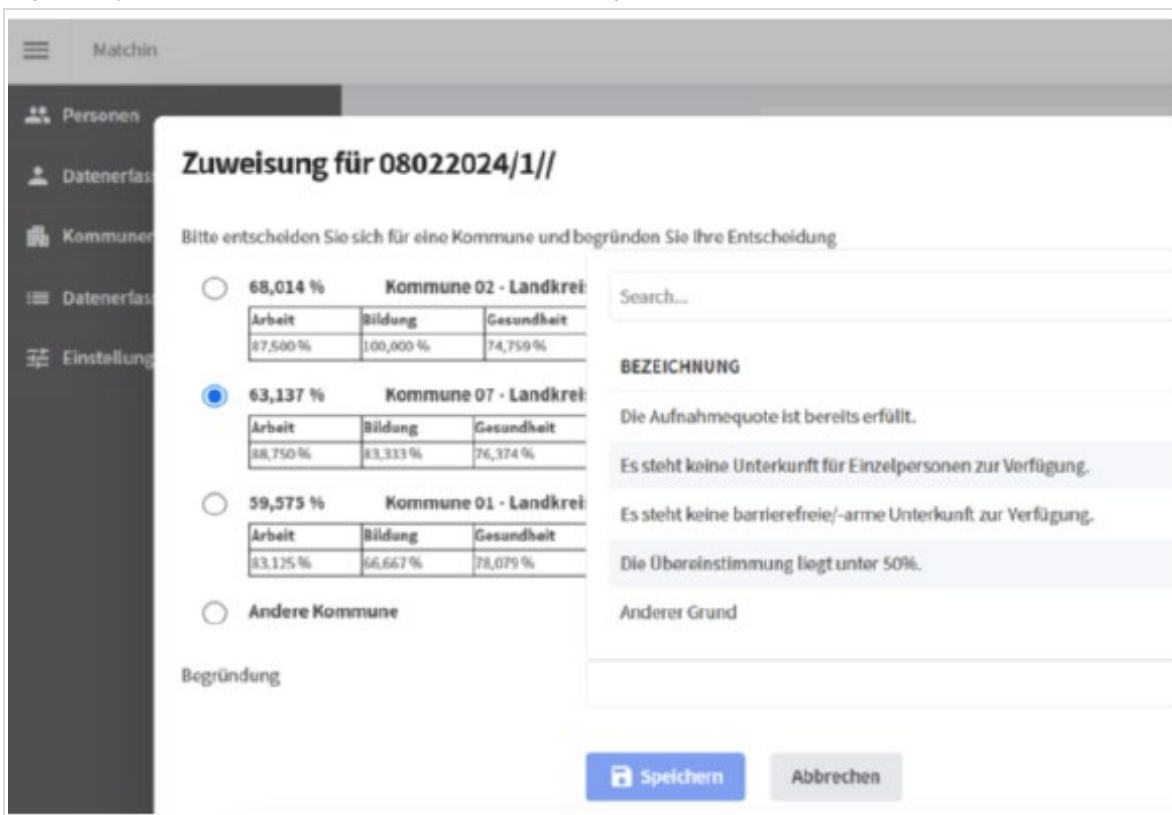 Matchin
Personen
Datenerfas
Kommuner
Datenerfas
Einstellung
Zuweisung für 08022024/1//
Bitte entscheiden Sie sich für eine Kommune und begründen Sie Ihre Entscheidung
68,014 % Kommune 02 - Landkrei
Arbeit Bildung Gesundheit
87,500 % 100,000 % 74,759 %
63,137 % Kommune 07 - Landkrei
Arbeit Bildung Gesundheit
88,750 % 83,333 % 76,374 %
59,575 % Kommune 01 - Landkrei
Arbeit Bildung Gesundheit
83,125 % 66,667 % 78,079 %
Andere Kommune
Search...
BEZEICHNUNG
Die Aufnahmequote ist bereits erfüllt.
Es steht keine Unterkunft für Einzelpersonen zur Verfügung.
Es steht keine barrierefreie/-arme Unterkunft zur Verfügung.
Die Übereinstimmung liegt unter 50%.
Anderer Grund
Begründung
Speichern Abbrechen